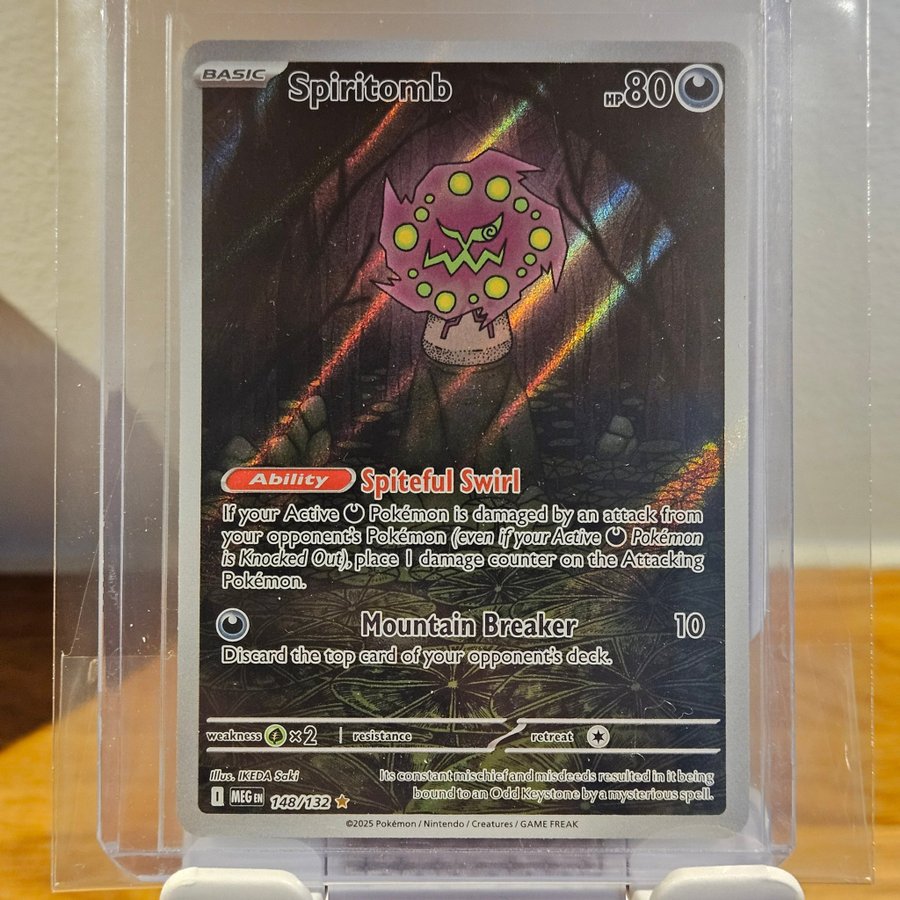 BASIC Spiritomb HP 80
Ability Spiteful Swirl
If your Active Pokémon is damaged by an attack from
your opponent's Pokémon (even if your Active Pokémon
is Knocked Out), place 1 damage counter on the Attacking
Pokémon.
Mountain Breaker 10
Discard the top card of your opponent's deck.
weakness ×2 resistance retreat
Illus. IKEDA Saki
Its constant mischief and misdeeds resulted in it being
bound to an Odd Keystone by a mysterious spell.
I MEG EN 148/132
©2025 Pokémon / Nintendo / Creatures / GAME FREAK